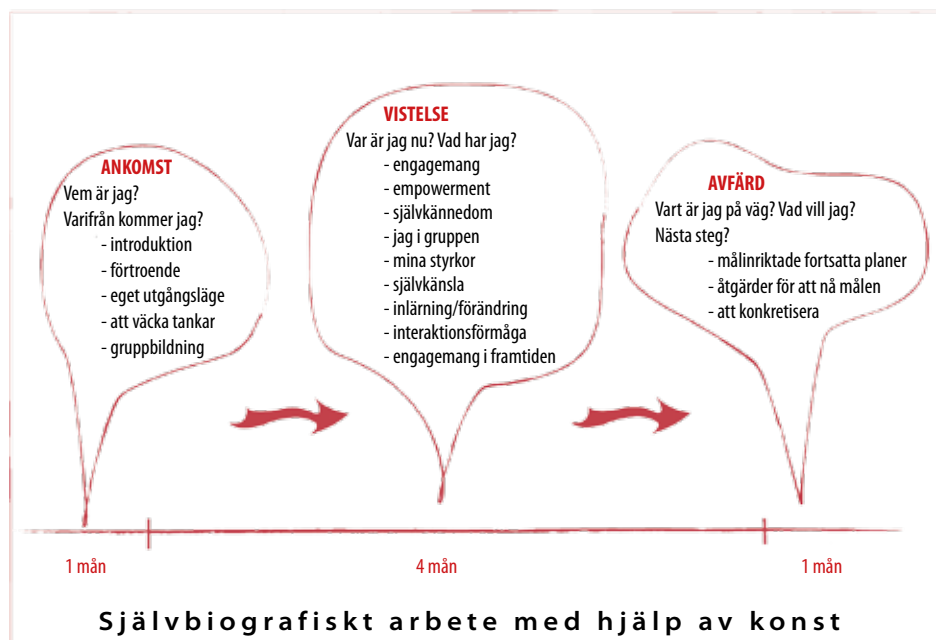 ANKOMST
Vem är jag?
Varifrån kommer jag?
- introduktion
- förtroende
- eget utgångsläge
- att väcka tankar
- gruppbildning
VISTELSE
Var är jag nu? Vad har jag?
- engagemang
- empowerment
- självkännedom
- jag i gruppen
- mina styrkor
- självkänsla
- inlärning/förändring
- interaktionsförmåga
- engagemang i framtiden
AVFÄRD
Vart är jag på väg? Vad vill jag?
Nästa steg?
- målinriktade fortsatta planer
- åtgärder för att nå målen
- att konkretisera
1 mån
4 mån
1 mån
Självbiografiskt arbete med hjälp av konst